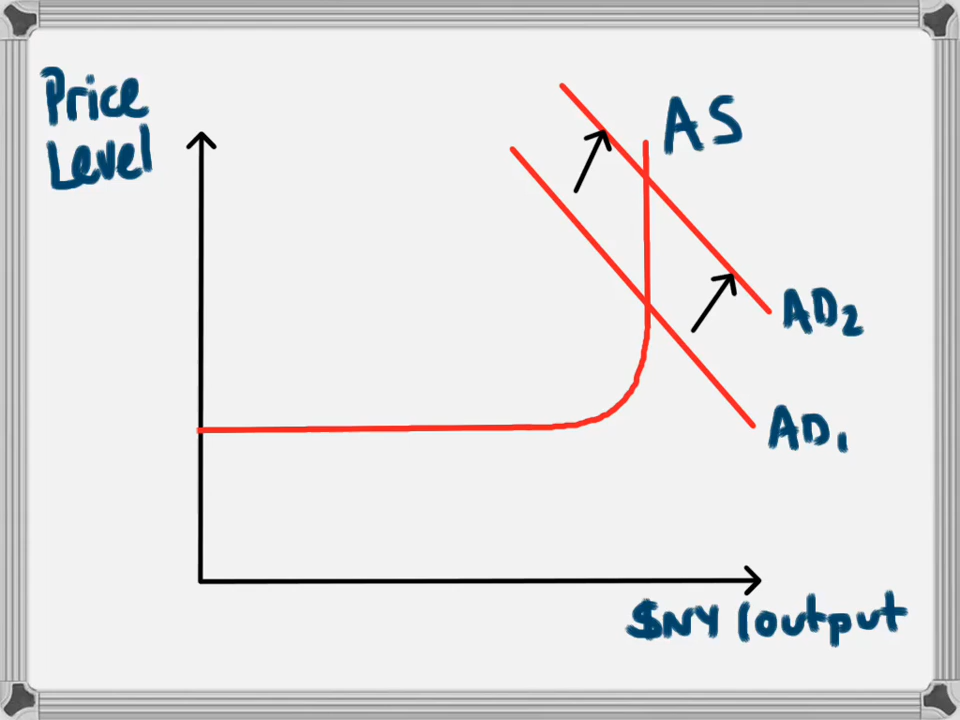 Price
Level
AS
AD2
AD1
$NY (output